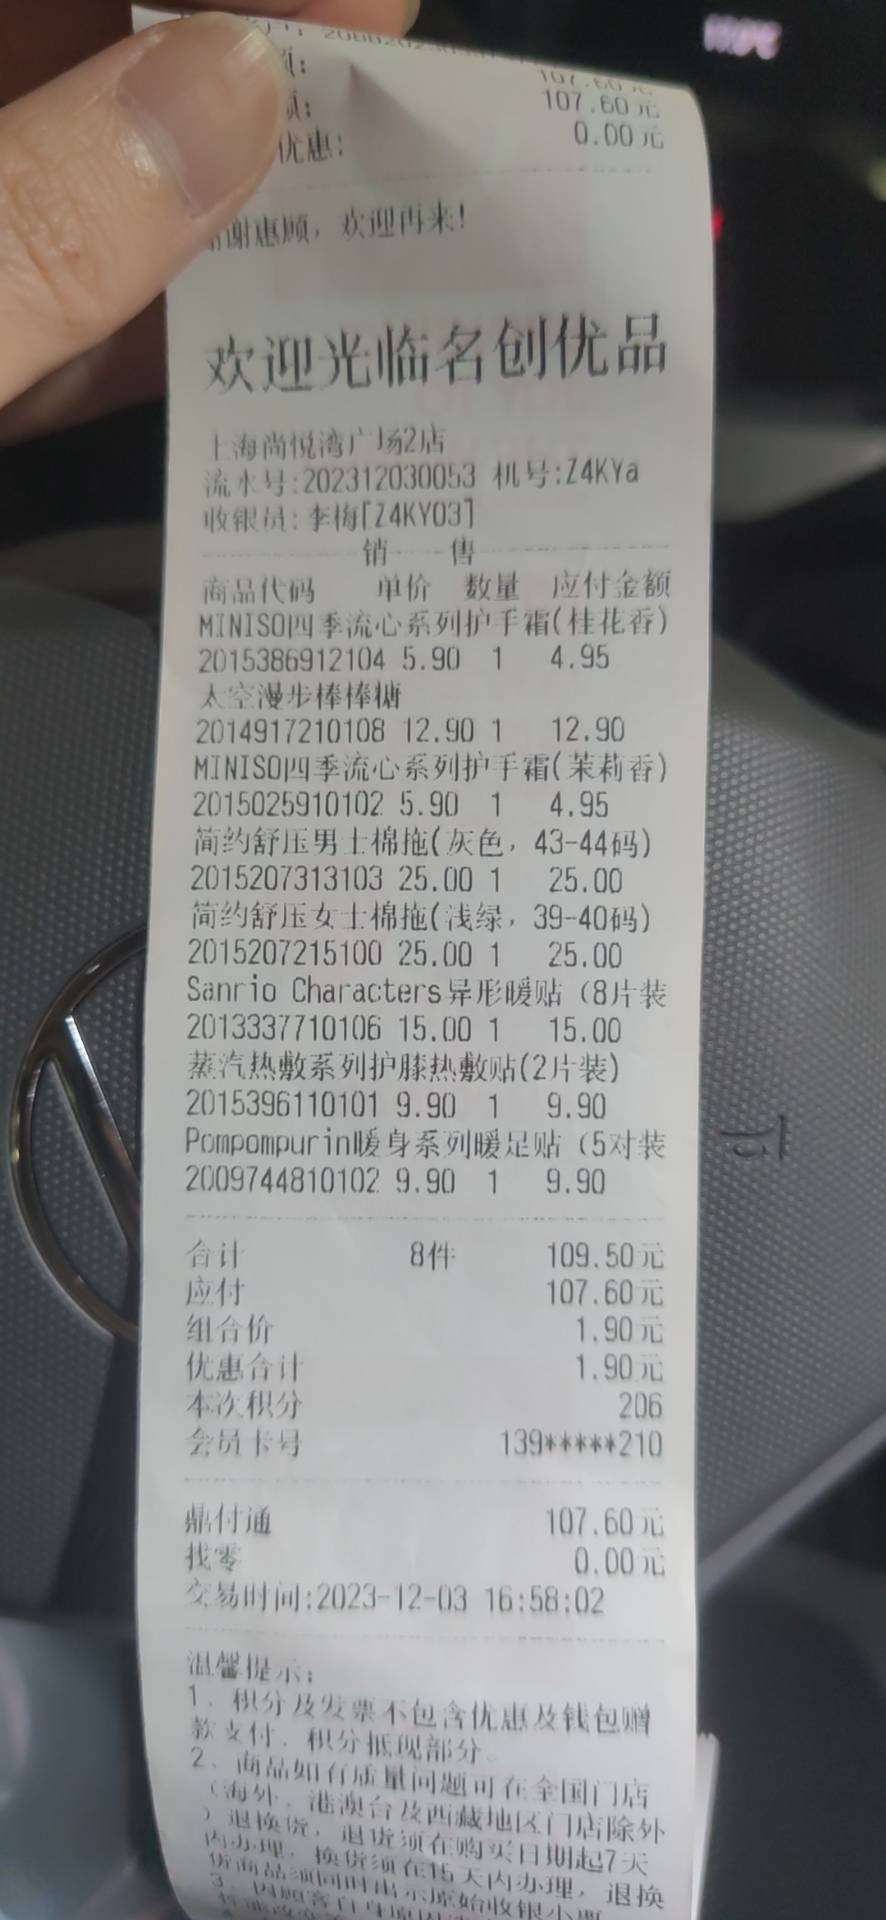 107.60元
107.60元
优惠: 0.00元
谢惠顾，欢迎再来!
欢迎光临名创优品
上海尚悦湾广场2店
流水号:202312030053 机号:Z4KYa
收银员:李梅[Z4KY03]
销 售
商品代码 单价 数量 应付金额
MINISO四季流心系列护手霜(桂花香)
2015386912104 5.90 1 4.95
太空漫步棒棒糖
2014917210108 12.90 1 12.90
MINISO四季流心系列护手霜(茉莉香)
2015025910102 5.90 1 4.95
简约舒压男士棉拖(灰色，43-44码)
2015207313103 25.00 1 25.00
简约舒压女士棉拖(浅绿，39-40码)
2015207215100 25.00 1 25.00
Sanrio Characters异形暖贴（8片装
2013337710106 15.00 1 15.00
蒸汽热敷系列护膝热敷贴(2片装)
2015396110101 9.90 1 9.90
Pompompurin暖身系列暖足贴（5对装
2009744810102 9.90 1 9.90
合计 8件 109.50元
应付 107.60元
组合价 1.90元
优惠合计 1.90元
本次积分 206
会员卡号 139*****210
鼎付通 107.60元
找零 0.00元
交易时间:2023-12-03 16:58:02
温馨提示:
1、积分及发票不包含优惠及钱包赠
款支付、积分抵现部分。
2、商品如有质量问题可在全国门店
（海外、港澳台及西藏地区门店除外
）退换货，退货须在购买日期起7天
内办理，换货须在15天内办理，退换
货商品须同时出示原始收银小票